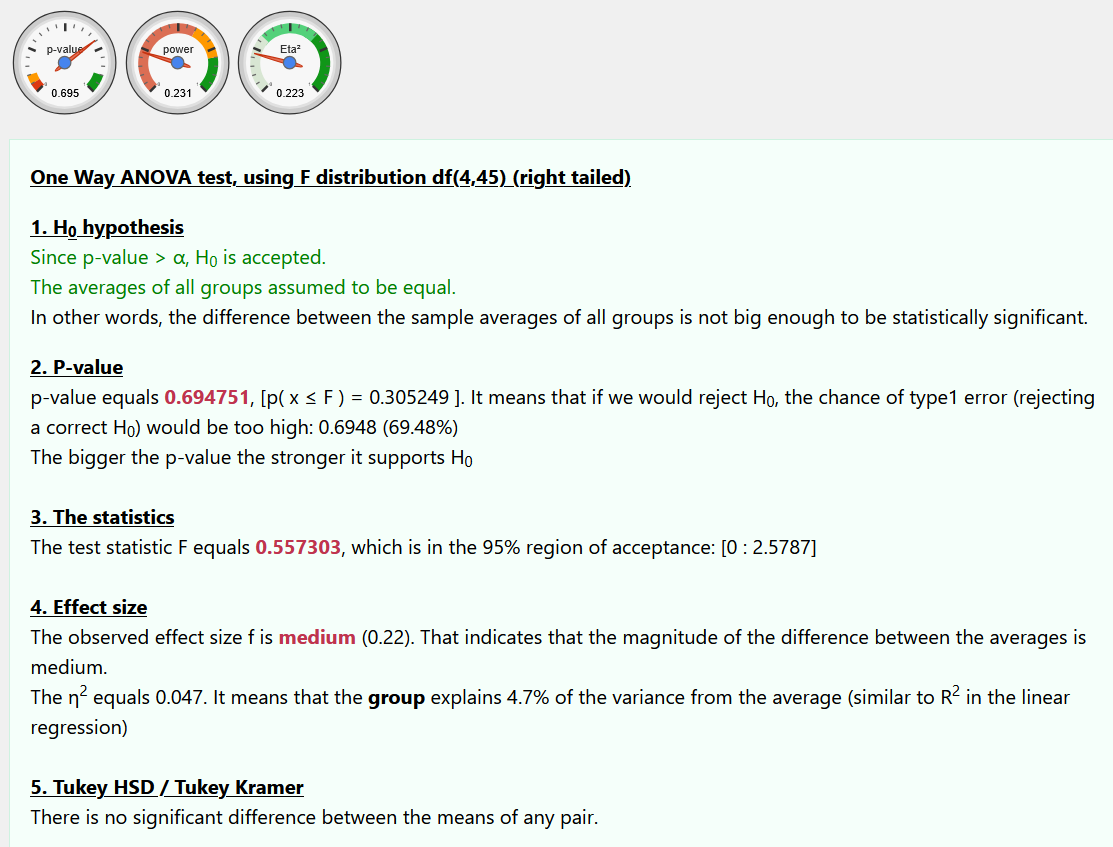 p-value
0.695
power
0.231
Eta²
0.223
One Way ANOVA test, using F distribution df(4,45) (right tailed)
1. H₀ hypothesis
Since p-value > α, H₀ is accepted.
The averages of all groups assumed to be equal.
In other words, the difference between the sample averages of all groups is not big enough to be statistically significant.
2. P-value
p-value equals 0.694751, [p( x ≤ F ) = 0.305249 ]. It means that if we would reject H₀, the chance of type1 error (rejecting
a correct H₀) would be too high: 0.6948 (69.48%)
The bigger the p-value the stronger it supports H₀
3. The statistics
The test statistic F equals 0.557303, which is in the 95% region of acceptance: [0 : 2.5787]
4. Effect size
The observed effect size f is medium (0.22). That indicates that the magnitude of the difference between the averages is
medium.
The η² equals 0.047. It means that the group explains 4.7% of the variance from the average (similar to R² in the linear
regression)
5. Tukey HSD / Tukey Kramer
There is no significant difference between the means of any pair.